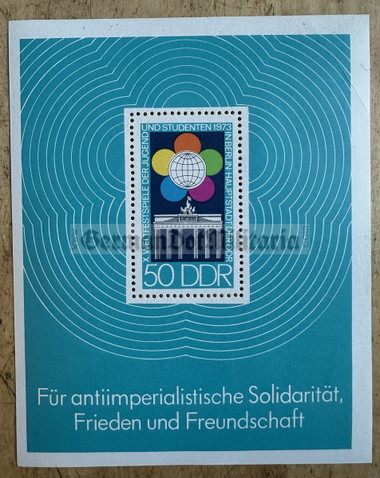 X. WELTFESTSPIELE DER JUGEND
UND STUDENTEN 1973
IN BERLIN HAUPTSTADT DER DDR
50 DDR
Für antiimperialistische Solidarität,
Frieden und Freundschaft